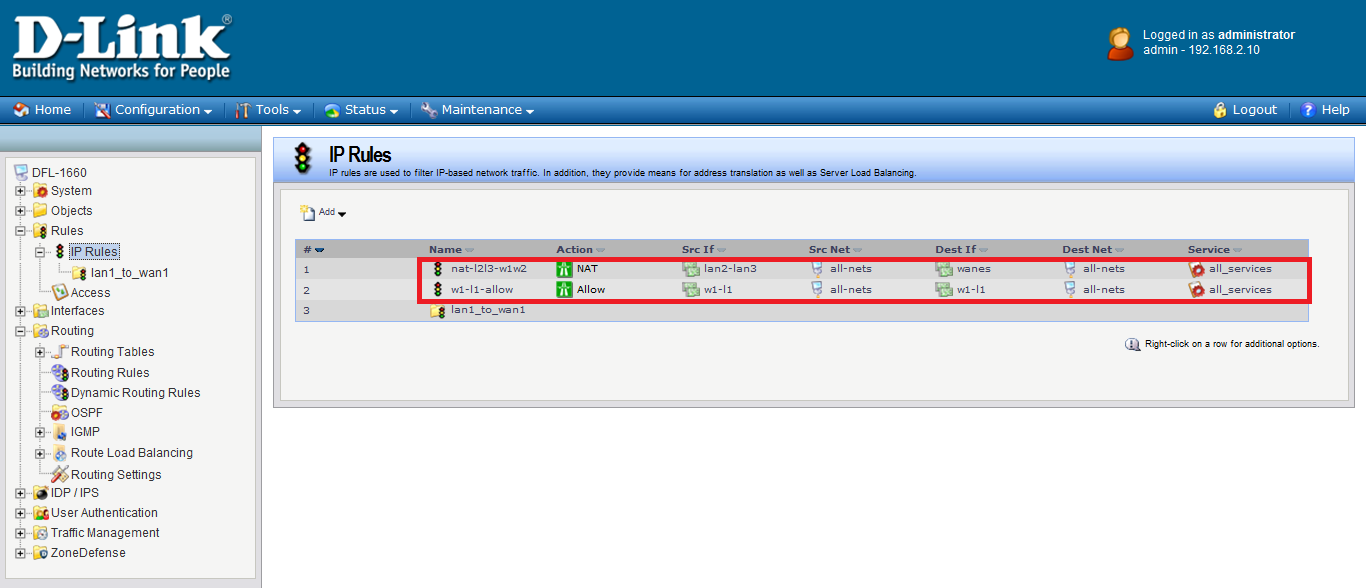 D-Link®
Building Networks for People
Logged in as administrator
admin - 192.168.2.10
Home Configuration Tools Status Maintenance Logout Help
DFL-1660
System
Objects
Rules
IP Rules
lan1_to_wan1
Access
Interfaces
Routing
Routing Tables
Routing Rules
Dynamic Routing Rules
OSPF
IGMP
Route Load Balancing
Routing Settings
IDP / IPS
User Authentication
Traffic Management
ZoneDefense
IP Rules
IP rules are used to filter IP-based network traffic. In addition, they provide means for address translation as well as Server Load Balancing.
Add
# Name Action Src If Src Net Dest If Dest Net Service
1 nat-l2l3-w1w2 NAT lan2-lan3 all-nets wanes all-nets all_services
2 w1-l1-allow Allow w1-l1 all-nets w1-l1 all-nets all_services
3 lan1_to_wan1
Right-click on a row for additional options.